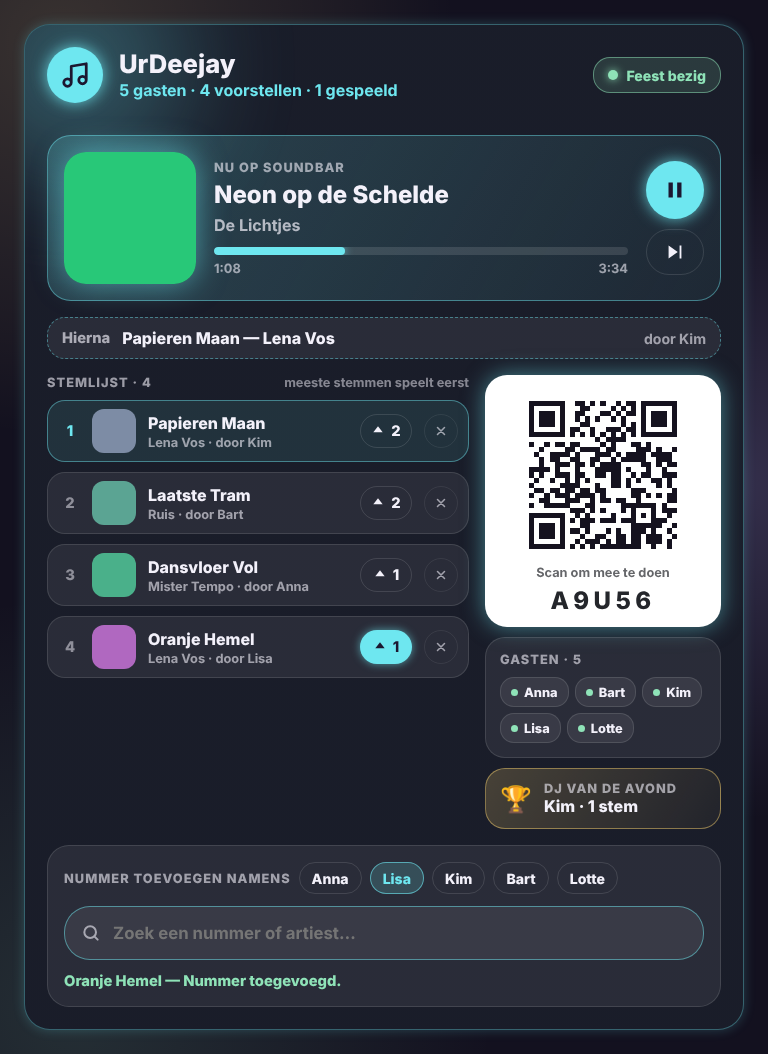 UrDeejay
5 gasten · 4 voorstellen · 1 gespeeld
Feest bezig
NU OP SOUNDBAR
Neon op de Schelde
De Lichtjes
1:08
3:34
Hierna Papieren Maan — Lena Vos
door Kim
STEMLIJST · 4
meeste stemmen speelt eerst
1
Papieren Maan
Lena Vos · door Kim
2
2
Laatste Tram
Ruis · door Bart
2
3
Dansvloer Vol
Mister Tempo · door Anna
1
4
Oranje Hemel
Lena Vos · door Lisa
1
Scan om mee te doen
A9U56
GASTEN · 5
Anna Bart Kim
Lisa Lotte
DJ VAN DE AVOND
Kim · 1 stem
NUMMER TOEVOEGEN NAMENS Anna Lisa Kim Bart Lotte
Zoek een nummer of artiest...
Oranje Hemel — Nummer toegevoegd.